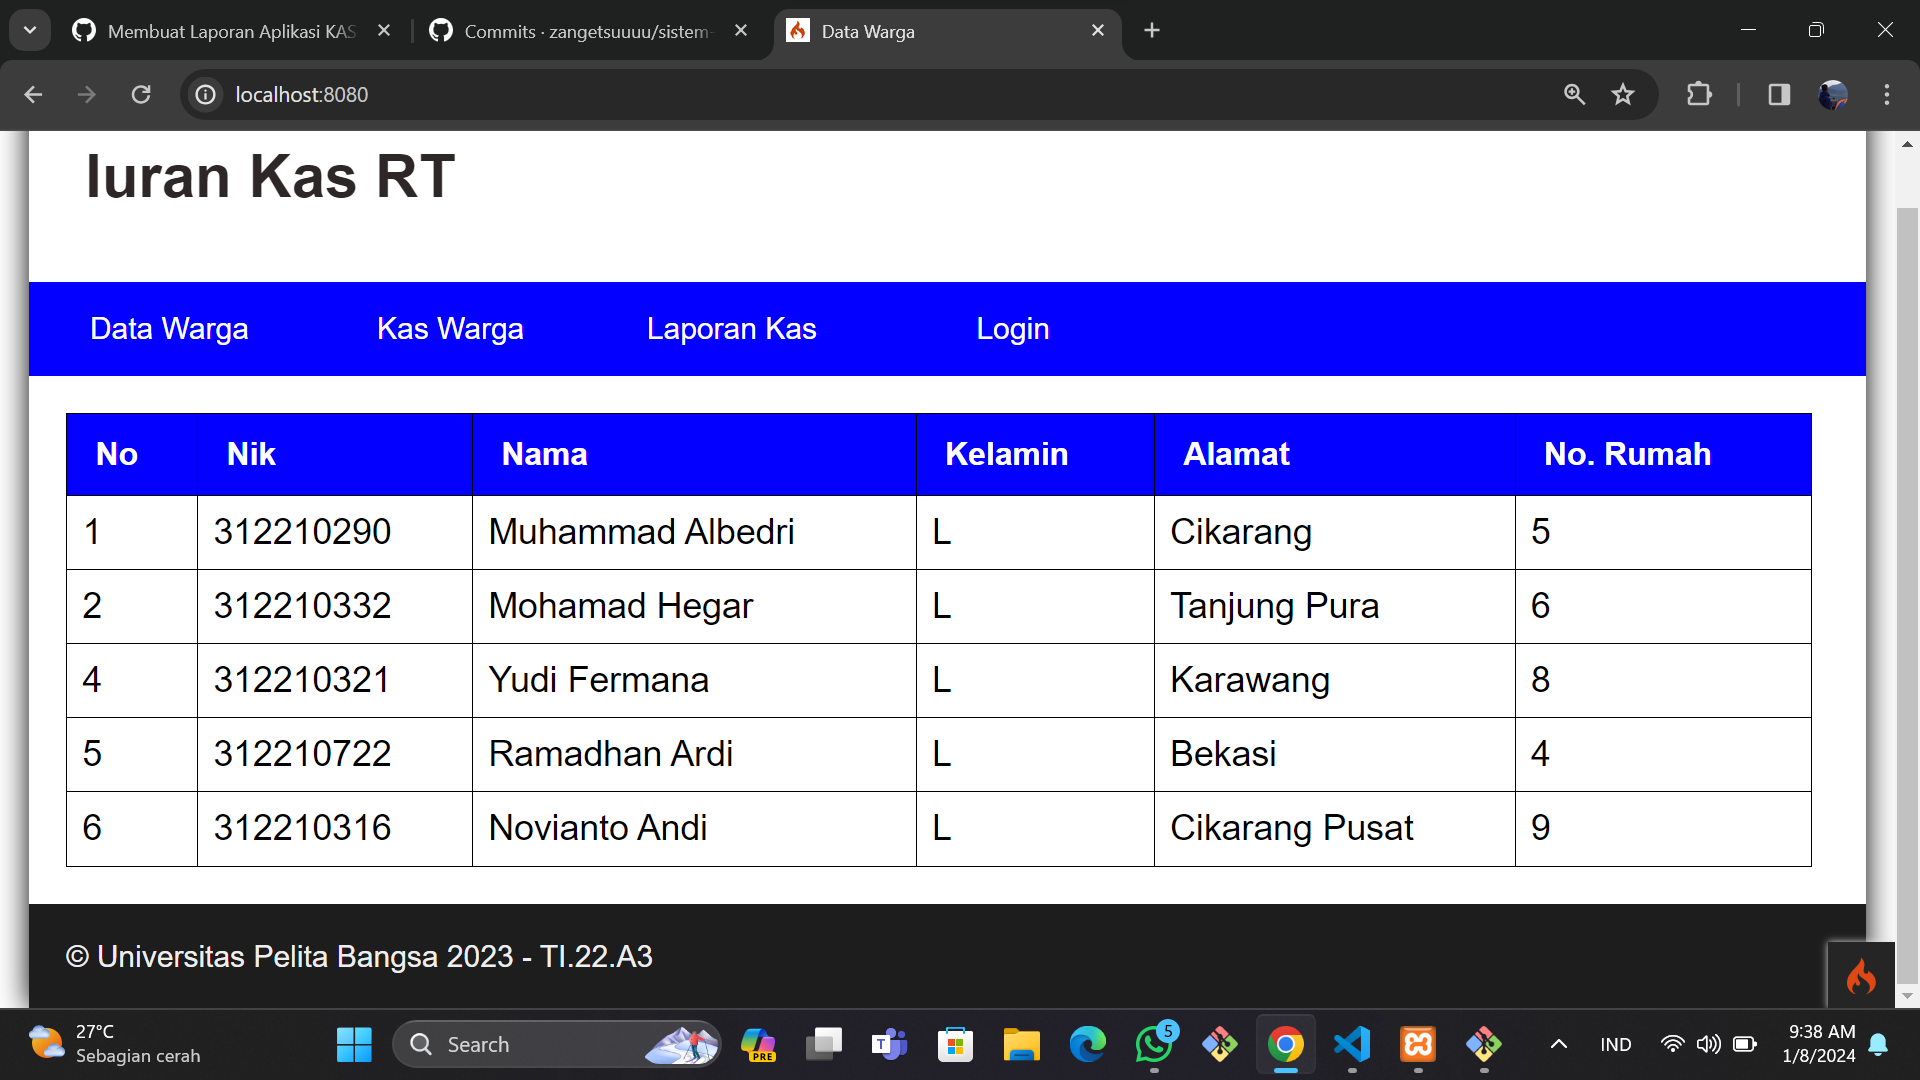 Membuat Laporan Aplikasi KAS
Commits · zangetsuuuu/sistem-
Data Warga
localhost:8080
Iuran Kas RT
Data Warga Kas Warga Laporan Kas Login
No Nik Nama Kelamin Alamat No. Rumah
1 312210290 Muhammad Albedri L Cikarang 5
2 312210332 Mohamad Hegar L Tanjung Pura 6
4 312210321 Yudi Fermana L Karawang 8
5 312210722 Ramadhan Ardi L Bekasi 4
6 312210316 Novianto Andi L Cikarang Pusat 9
© Universitas Pelita Bangsa 2023 - TI.22.A3
27°C
Sebagian cerah
Search
PRE
5
IND
9:38 AM
1/8/2024